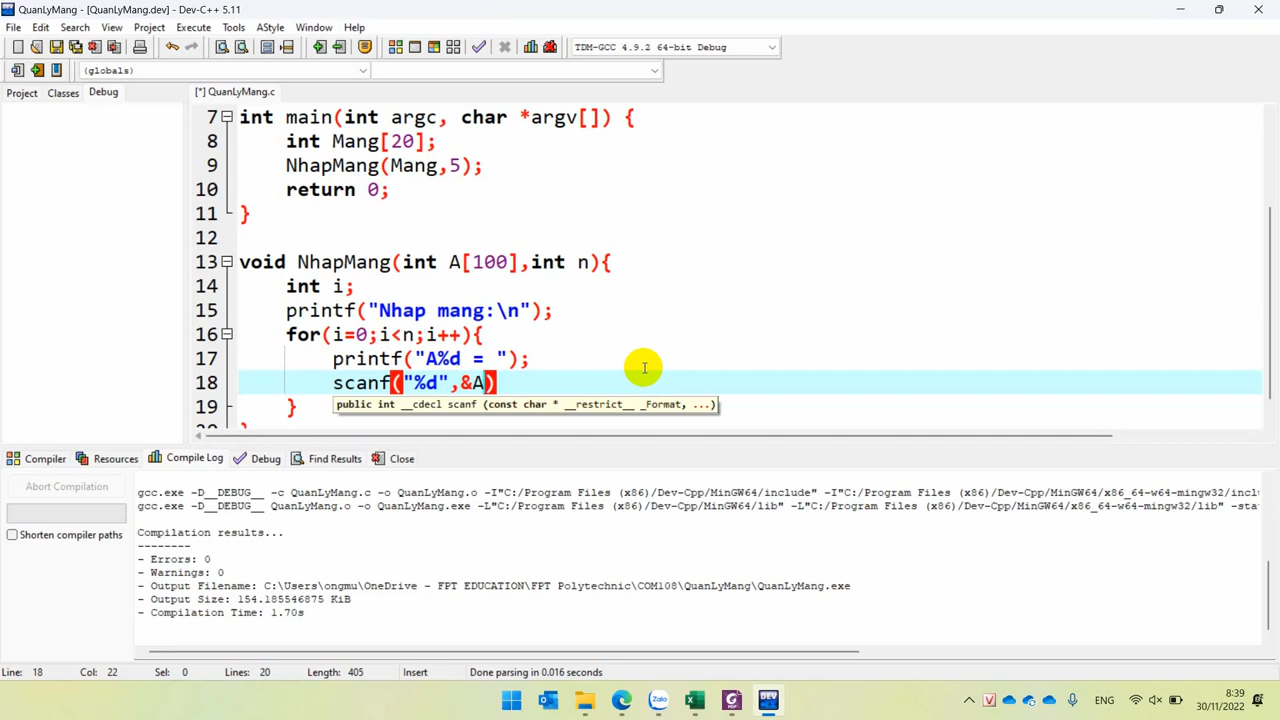 QuanLyMang - [QuanLyMang.dev] - Dev-C++ 5.11
File Edit Search View Project Execute Tools AStyle Window Help
TDM-GCC 4.9.2 64-bit Debug
(globals)
Project Classes Debug
[*] QuanLyMang.c
7 int main(int argc, char *argv[]) {
8 int Mang[20];
9 NhapMang(Mang,5);
10 return 0;
11 }
12
13 void NhapMang(int A[100],int n){
14 int i;
15 printf("Nhap mang:\n");
16 for(i=0;i<n;i++){
17 printf("A%d = ");
18 scanf("%d",&A)
19 }
public int __cdecl scanf (const char * __restrict__ _Format, ...)
Compiler Resources Compile Log Debug Find Results Close
Abort Compilation
Shorten compiler paths
gcc.exe -D__DEBUG__ -c QuanLyMang.c -o QuanLyMang.o -I"C:/Program Files (x86)/Dev-Cpp/MinGW64/include" -I"C:/Program Files (x86)/Dev-Cpp/MinGW64/x86_64-w64-mingw32/incl
gcc.exe -D__DEBUG__ QuanLyMang.o -o QuanLyMang.exe -L"C:/Program Files (x86)/Dev-Cpp/MinGW64/lib" -L"C:/Program Files (x86)/Dev-Cpp/MinGW64/x86_64-w64-mingw32/lib" -sta
Compilation results...
--------
- Errors: 0
- Warnings: 0
- Output Filename: C:\Users\ongmu\OneDrive - FPT EDUCATION\FPT Polytechnic\COM108\QuanLyMang\QuanLyMang.exe
- Output Size: 154.185546875 KiB
- Compilation Time: 1.70s
Line: 18 Col: 22 Sel: 0 Lines: 20 Length: 405 Insert Done parsing in 0.016 seconds
Zalo
PDF
DEV
ENG
8:39
30/11/2022